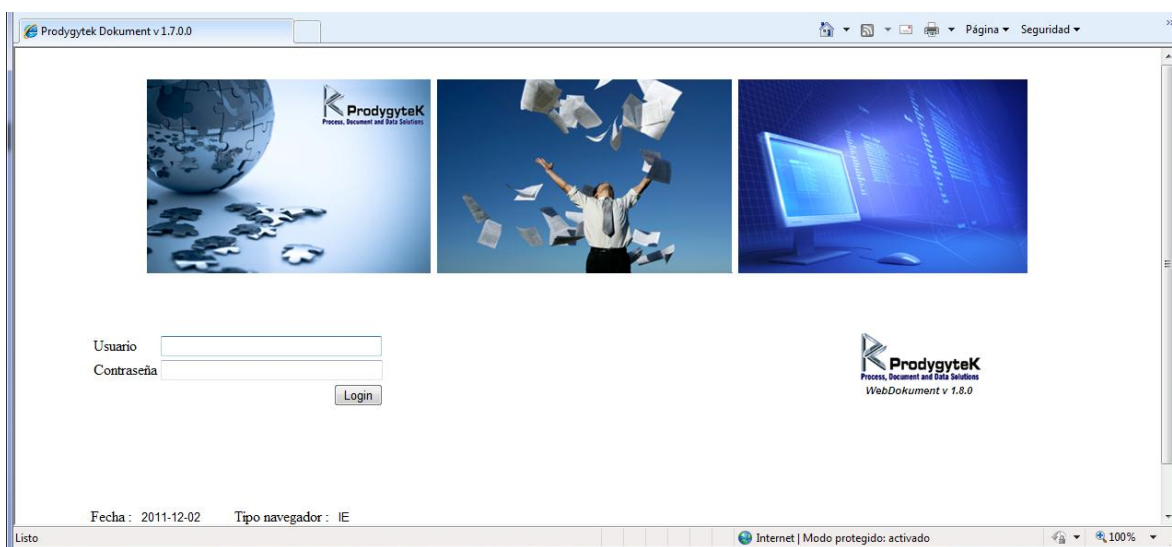 Prodygytek Dokument v 1.7.0.0
Página
Seguridad
ProdygyteK
Process, Document and Data Solutions
Usuario
Contraseña
Login
ProdygyteK
Process, Document and Data Solutions
WebDokument v 1.8.0
Fecha : 2011-12-02 Tipo navegador : IE
Listo
Internet | Modo protegido: activado
100%